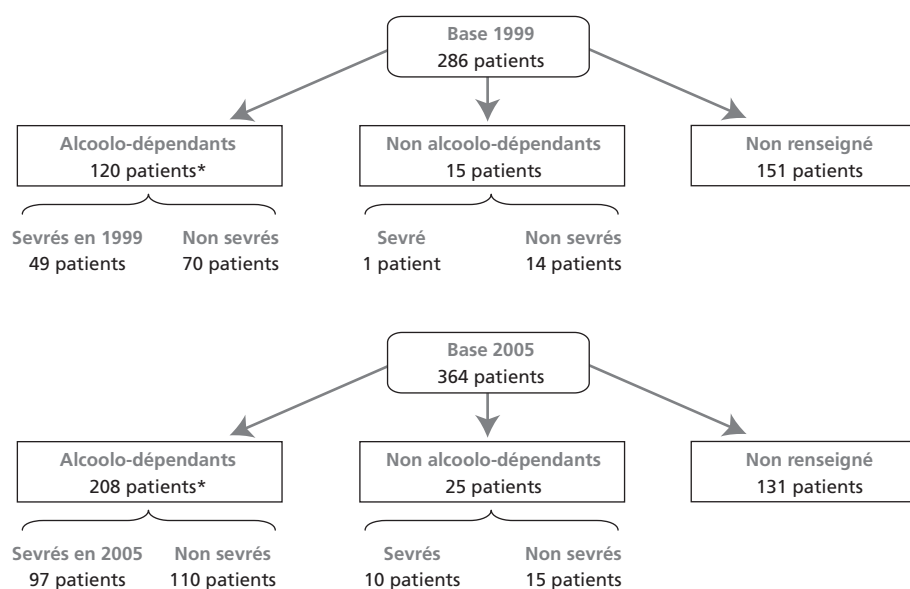 Base 1999
286 patients
Alcoolo-dépendants
120 patients*
Non alcoolo-dépendants
15 patients
Non renseigné
151 patients
Sevrés en 1999
49 patients
Non sevrés
70 patients
Sevré
1 patient
Non sevrés
14 patients
Base 2005
364 patients
Alcoolo-dépendants
208 patients*
Non alcoolo-dépendants
25 patients
Non renseigné
131 patients
Sevrés en 2005
97 patients
Non sevrés
110 patients
Sevrés
10 patients
Non sevrés
15 patients